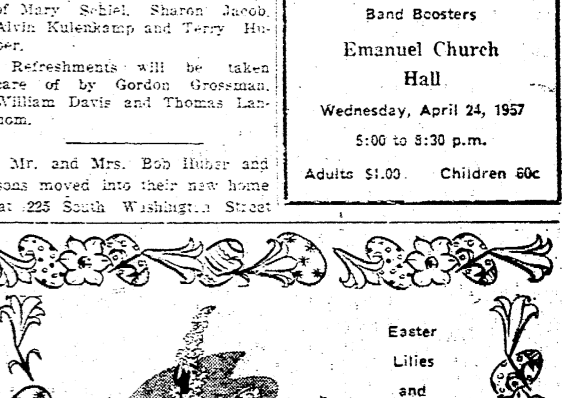 of Mary Schiel, Sharon Jacob,
Alvin Kulenkamp and Terry Hu-
ber.
Refreshments will be taken
care of by Gordon Grossman,
William Davis and Thomas Lan-
nom.
Mr. and Mrs. Bob Huber and
sons moved into their new home
at 225 South Washington Street
Band Boosters
Emanuel Church
Hall
Wednesday, April 24, 1957
5:00 to 8:30 p.m.
Adults $1.00 Children 60c
Easter
Lilies
and